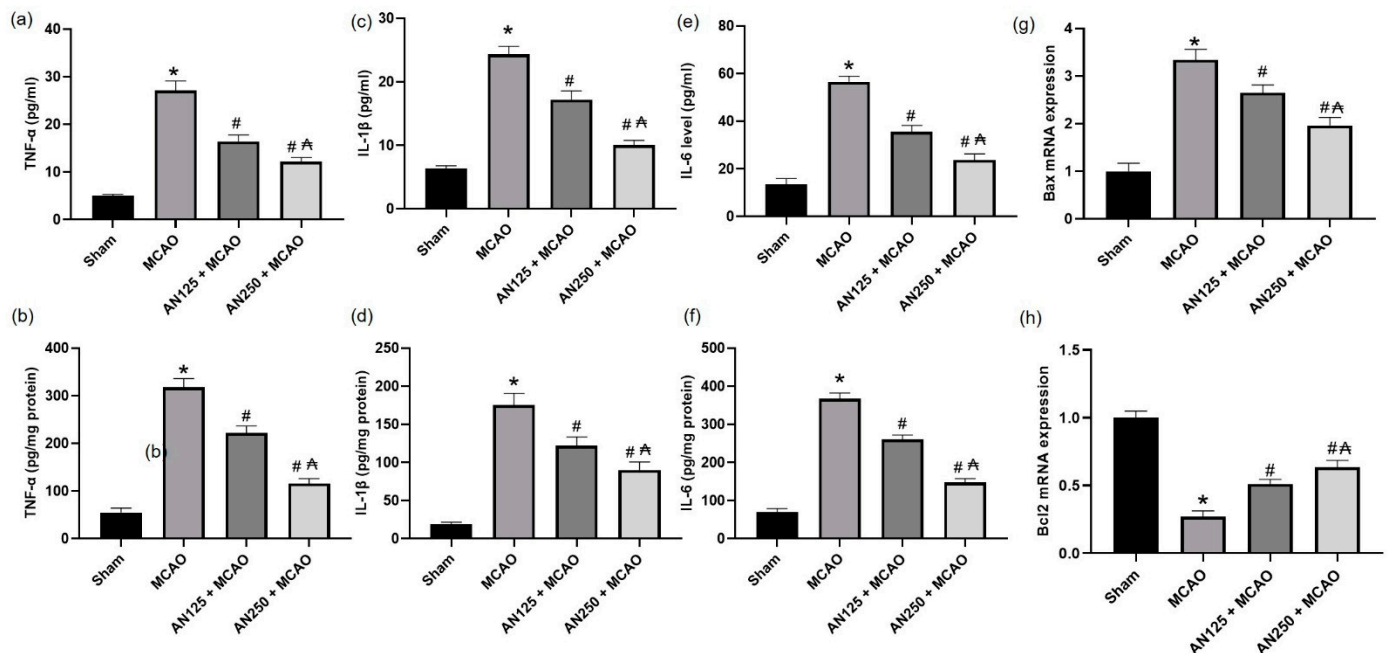 (a)
TNF-α (pg/ml)
40
30
20
10
0
*
#
# ₳
Sham
MCAO
AN125 + MCAO
AN250 + MCAO
(c)
IL-1β (pg/ml)
30
20
10
0
*
#
# ₳
Sham
MCAO
AN125 + MCAO
AN250 + MCAO
(e)
IL-6 level (pg/ml)
80
60
40
20
0
*
#
# ₳
Sham
MCAO
AN125 + MCAO
AN250 + MCAO
(g)
Bax mRNA expression
4
3
2
1
0
*
#
#₳
Sham
MCAO
AN125 + MCAO
AN250 + MCAO
(b)
TNF-α (pg/mg protein)
400
300
200
100
0
(b)
*
#
# ₳
Sham
MCAO
AN125 + MCAO
AN250 + MCAO
(d)
IL-1β (pg/mg protein)
250
200
150
100
50
0
*
#
# ₳
Sham
MCAO
AN125 + MCAO
AN250 + MCAO
(f)
IL-6 (pg/mg protein)
500
400
300
200
100
0
*
#
# ₳
Sham
MCAO
AN125 + MCAO
AN250 + MCAO
(h)
Bcl2 mRNA expression
1.5
1.0
0.5
0.0
*
#
#₳
Sham
MCAO
AN125 + MCAO
AN250 + MCAO